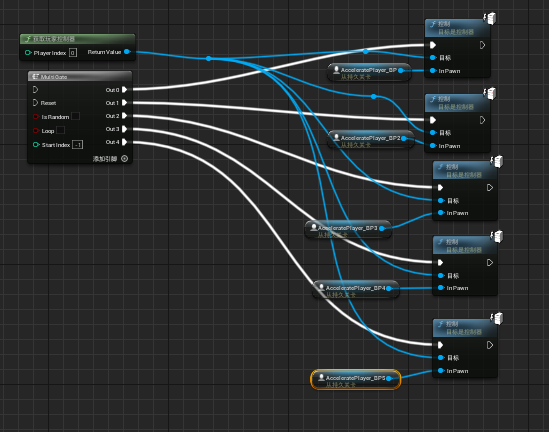 获取玩家控制器
Player Index 0
Return Value
MultiGate
Out 0
Reset
Out 1
Is Random
Out 2
Loop
Out 3
Start Index -1
Out 4
添加引脚
控制
目标是控制器
目标
In Pawn
AcceleratePlayer_BP
从持久关卡
控制
目标是控制器
目标
In Pawn
AcceleratePlayer_BP2
从持久关卡
控制
目标是控制器
目标
In Pawn
AcceleratePlayer_BP3
从持久关卡
控制
目标是控制器
目标
In Pawn
AcceleratePlayer_BP4
从持久关卡
控制
目标是控制器
目标
In Pawn
AcceleratePlayer_BP5
从持久关卡